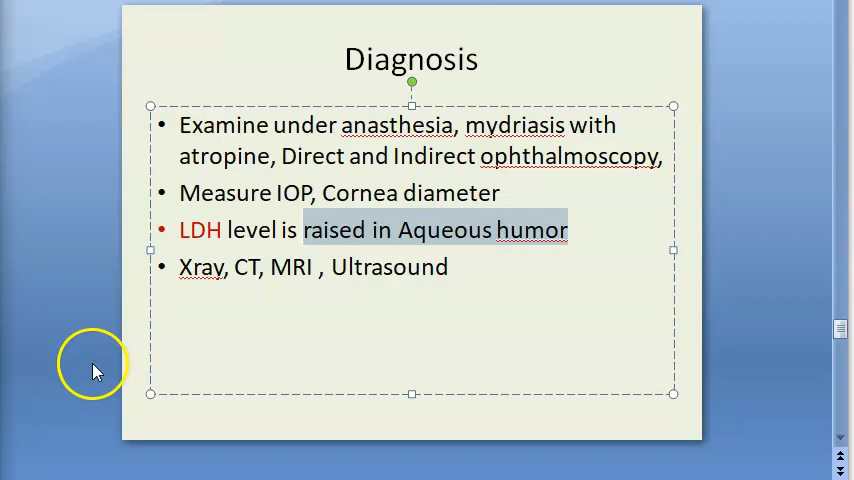 Diagnosis
• Examine under anasthesia, mydriasis with
atropine, Direct and Indirect ophthalmoscopy,
• Measure IOP, Cornea diameter
• LDH level is raised in Aqueous humor
• Xray, CT, MRI , Ultrasound